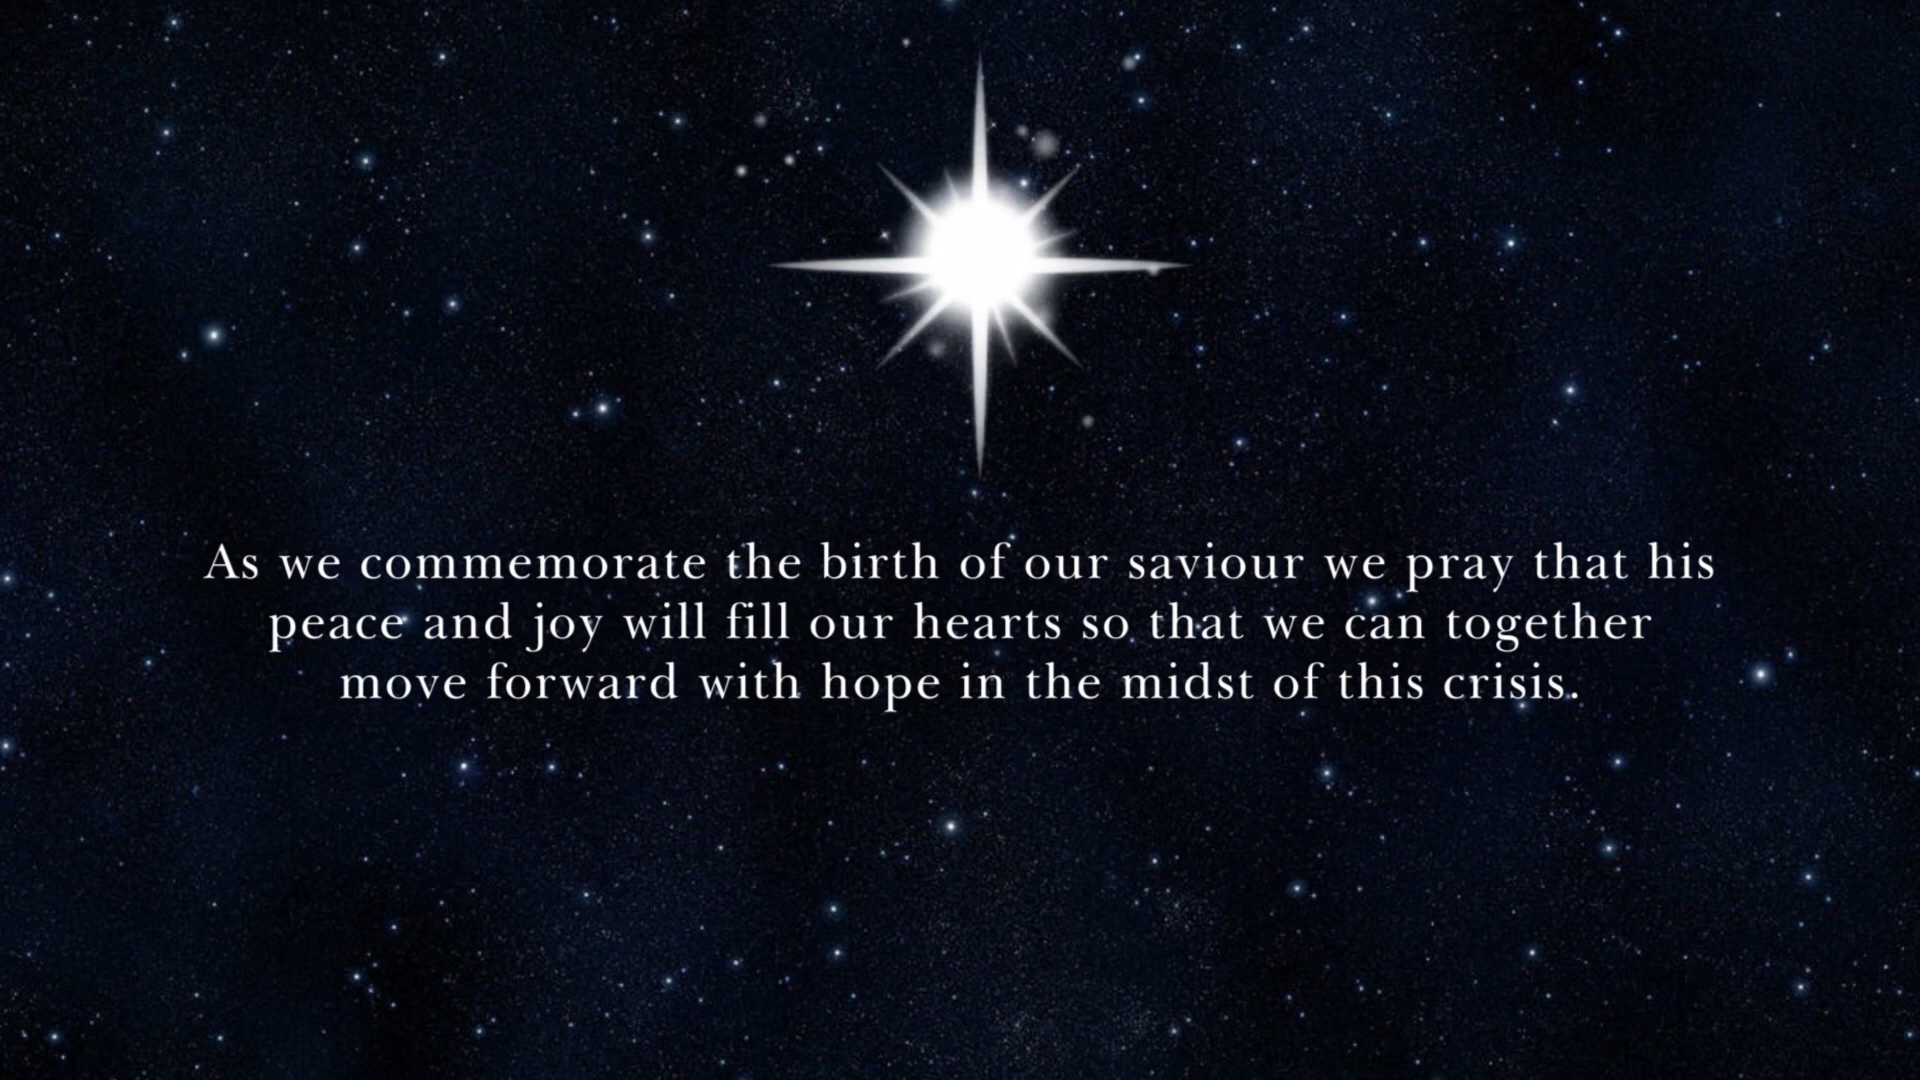 As we commemorate the birth of our saviour we pray that his
peace and joy will fill our hearts so that we can together
move forward with hope in the midst of this crisis.